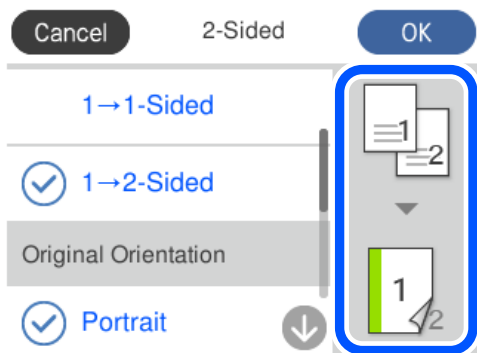 Cancel 2-Sided OK
1→1-Sided
1→2-Sided
Original Orientation
Portrait
1
2
1
2